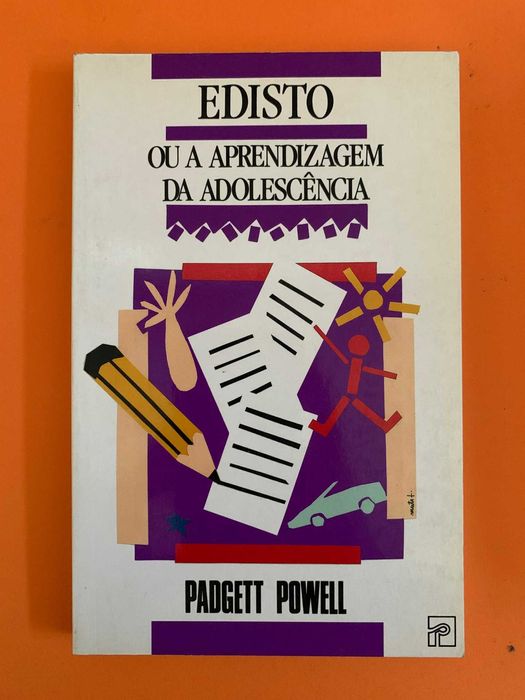 EDISTO
OU A APRENDIZAGEM
DA ADOLESCÊNCIA
PADGETT POWELL